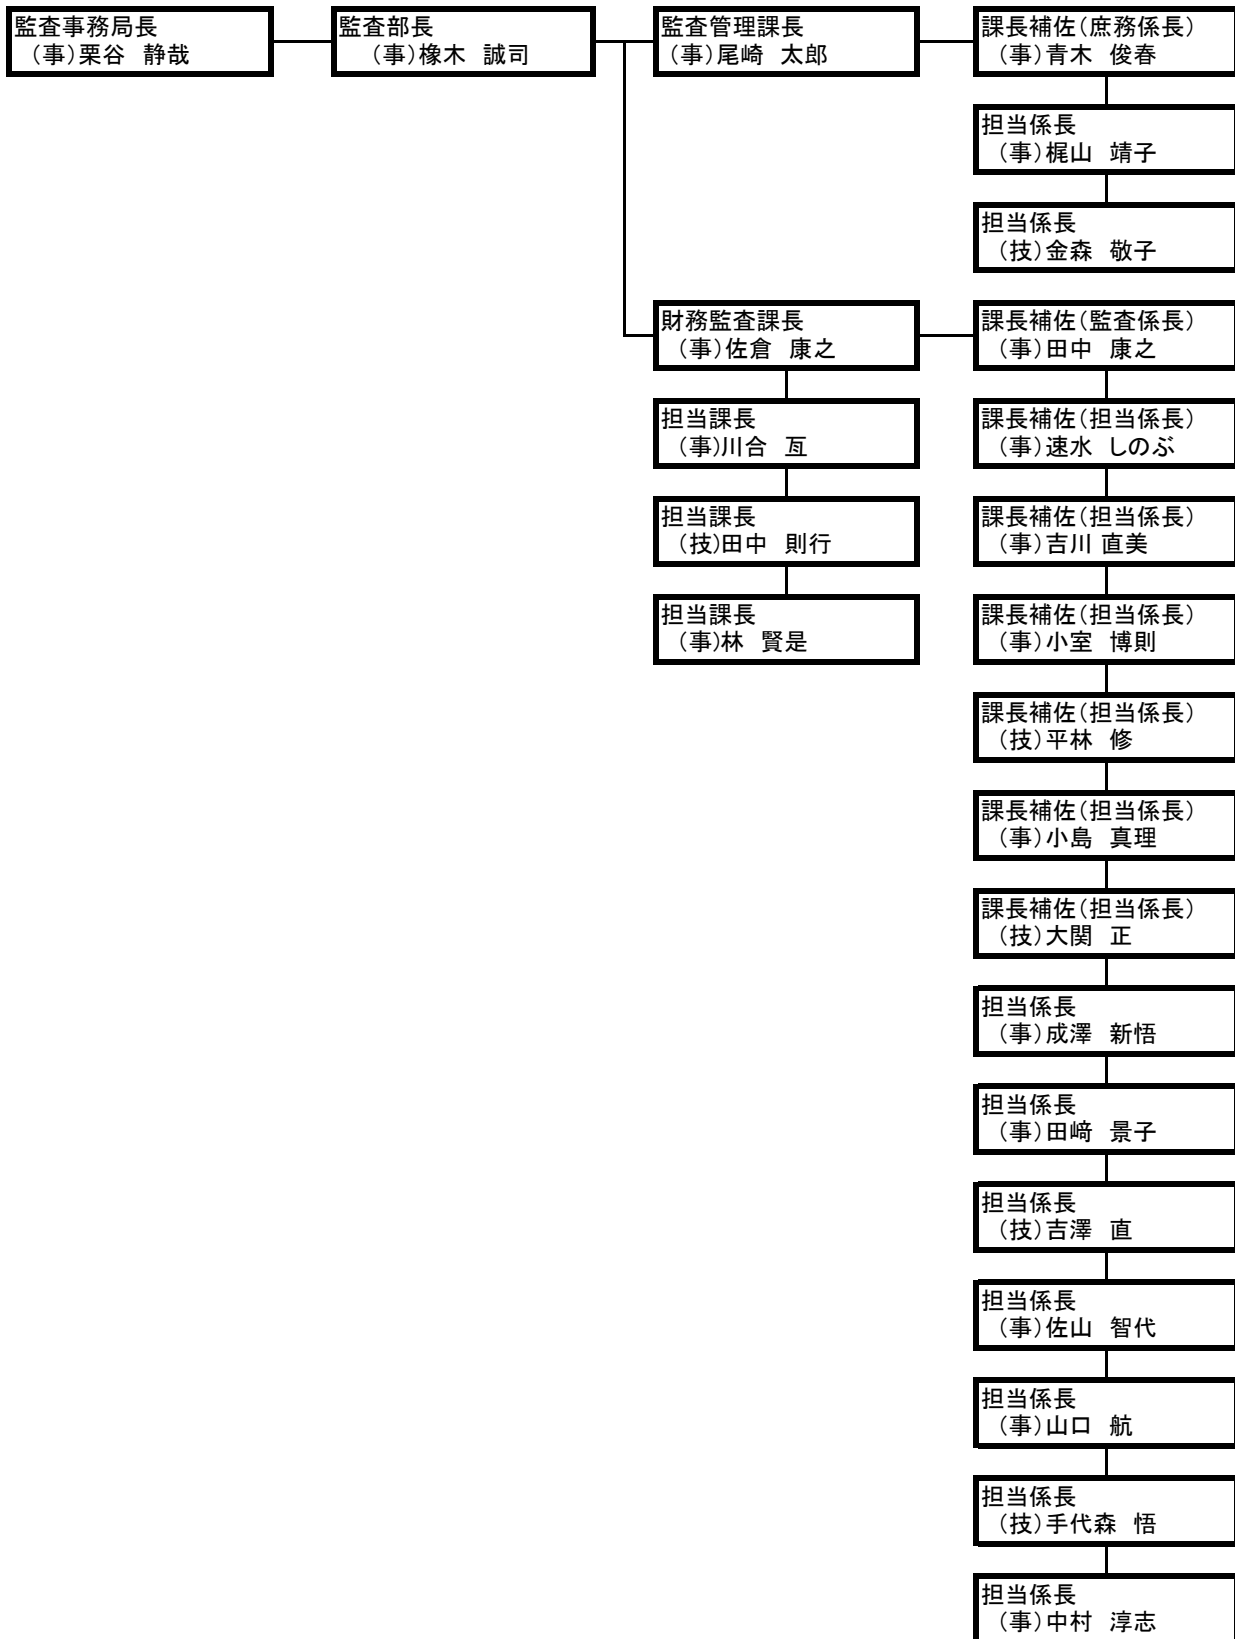 監査事務局長
（事）栗谷　静哉
監査部長
（事）橡木　誠司
監査管理課長
（事）尾崎　太郎
課長補佐（庶務係長）
（事）青木　俊春
担当係長
（事）梶山　靖子
担当係長
（技）金森　敬子
財務監査課長
（事）佐倉　康之
課長補佐（監査係長）
（事）田中　康之
担当課長
（事）川合　亙
課長補佐（担当係長）
（事）速水　しのぶ
担当課長
（技）田中　則行
課長補佐（担当係長）
（事）吉川 直美
担当課長
（事）林　賢是
課長補佐（担当係長）
（事）小室　博則
課長補佐（担当係長）
（技）平林　修
課長補佐（担当係長）
（事）小島　真理
課長補佐（担当係長）
（技）大関　正
担当係長
（事）成澤　新悟
担当係長
（事）田﨑　景子
担当係長
（技）吉澤　直
担当係長
（事）佐山　智代
担当係長
（事）山口　航
担当係長
（技）手代森　悟
担当係長
（事）中村　淳志